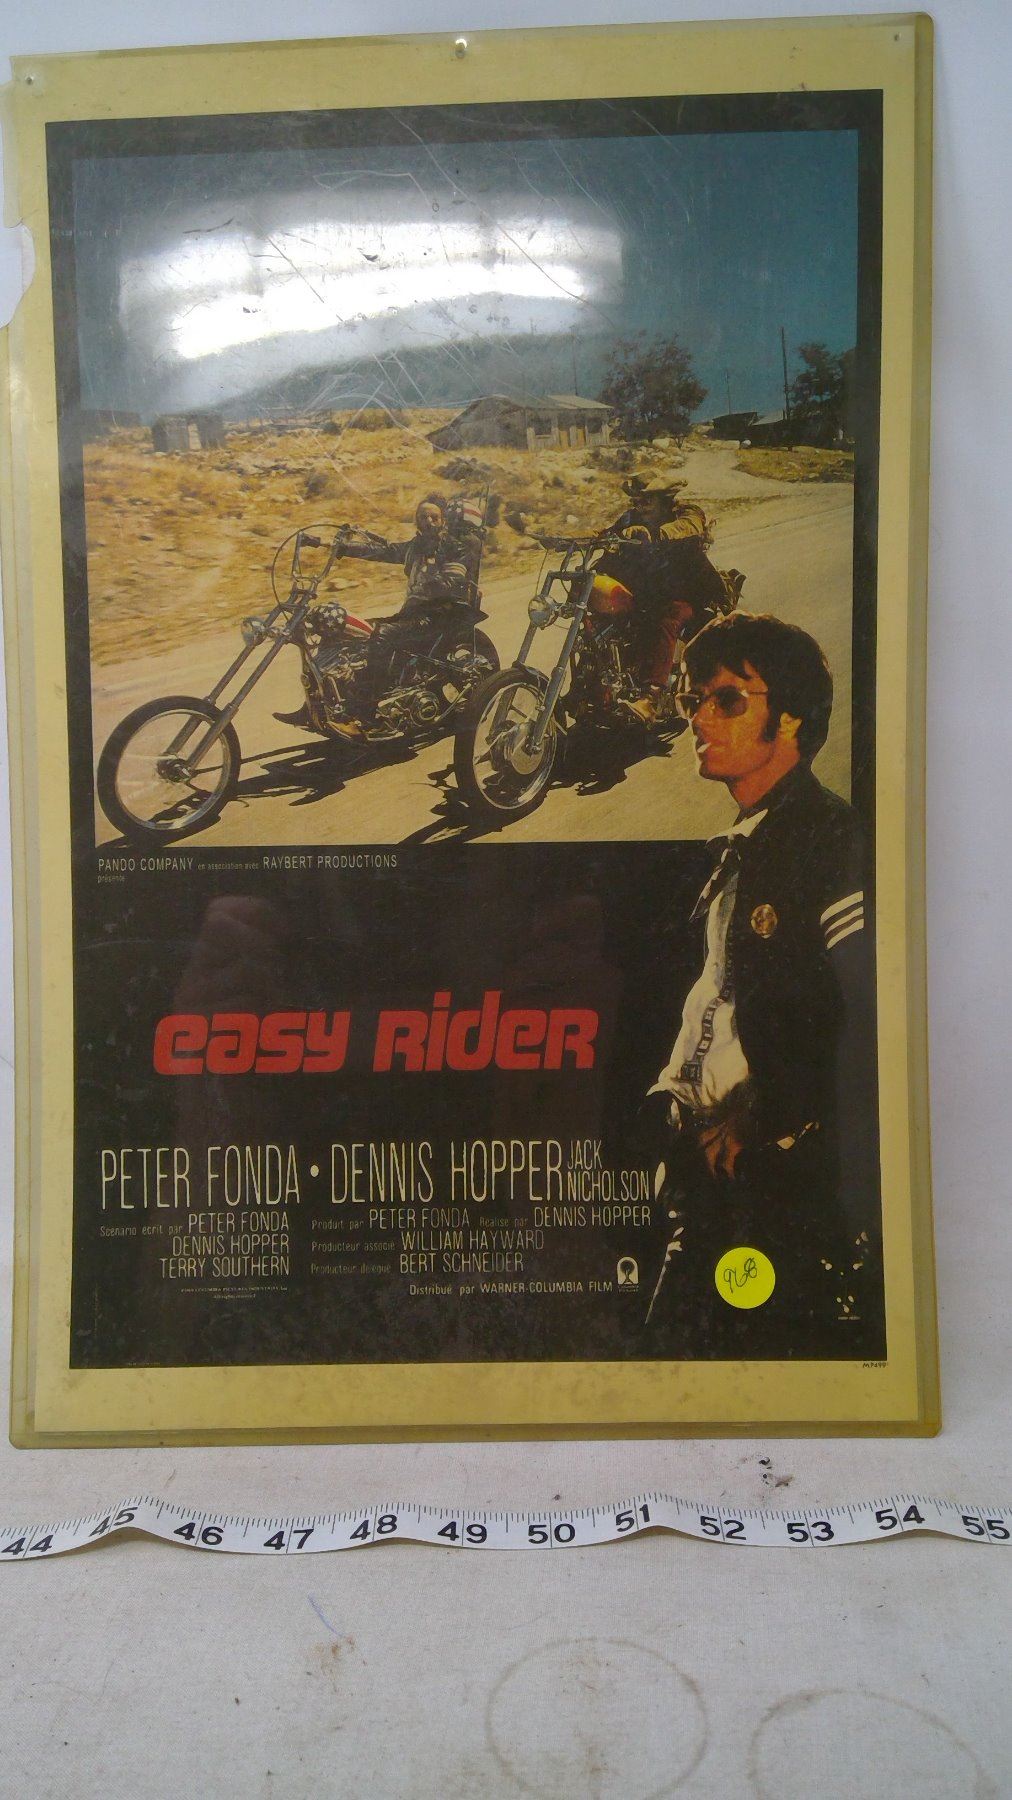 PANDO COMPANY en association avec RAYBERT PRODUCTIONS
présente
easy RideR
PETER FONDA • DENNIS HOPPER JACK NICHOLSON
Scénario écrit par PETER FONDA
DENNIS HOPPER
TERRY SOUTHERN
Produit par PETER FONDA Réalisé par DENNIS HOPPER
Producteur associé WILLIAM HAYWARD
Producteur délégué BERT SCHNEIDER
Distribué par WARNER-COLUMBIA FILM
968
44 45 46 47 48 49 50 51 52 53 54 55